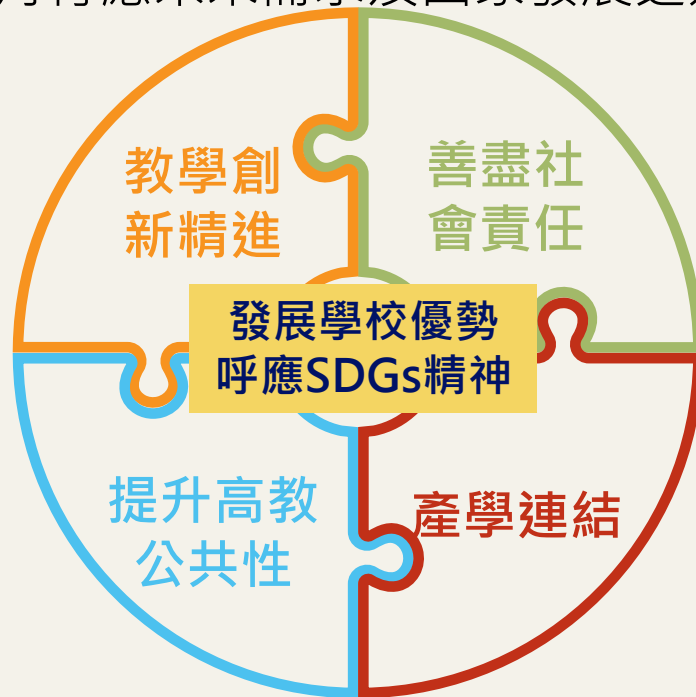 教學創
新精進
善盡社
會責任
發展學校優勢
呼應SDGs精神
提升高教
公共性
產學連結